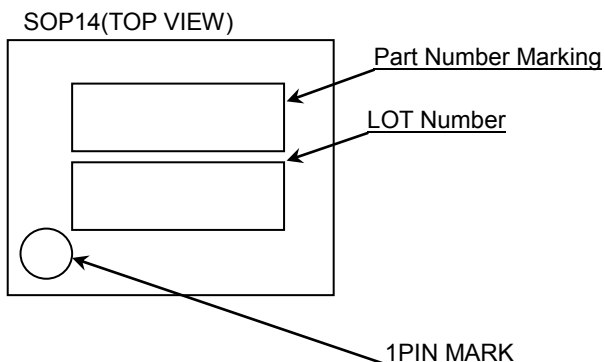 SOP14(TOP VIEW)
Part Number Marking
LOT Number
1PIN MARK